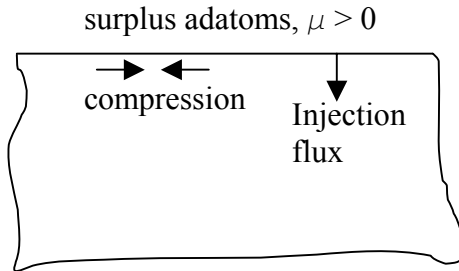 surplus adatoms, μ > 0
compression
Injection
flux